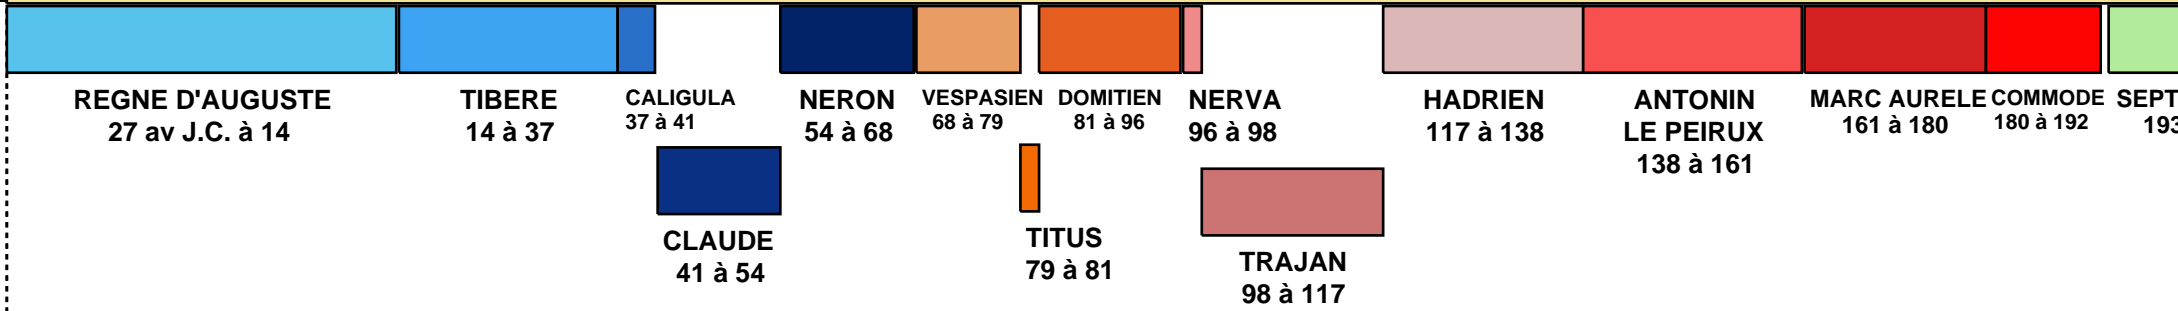 REGNE D'AUGUSTE
27 av J.C. à 14
TIBERE
14 à 37
CALIGULA
37 à 41
CLAUDE
41 à 54
NERON
54 à 68
VESPASIEN
68 à 79
TITUS
79 à 81
DOMITIEN
81 à 96
NERVA
96 à 98
TRAJAN
98 à 117
HADRIEN
117 à 138
ANTONIN
LE PEIRUX
138 à 161
MARC AURELE
161 à 180
COMMODE
180 à 192
SEPT
193